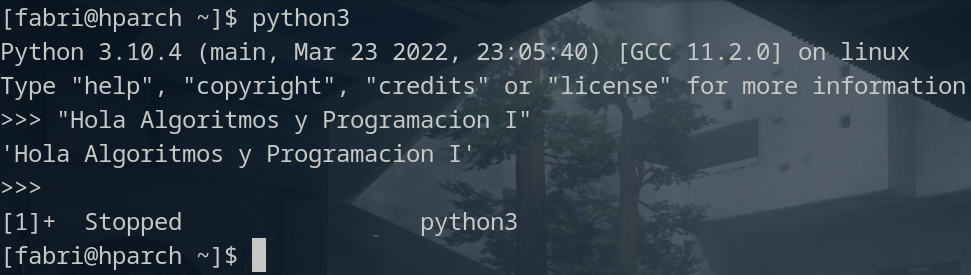 [fabri@hparch ~]$ python3
Python 3.10.4 (main, Mar 23 2022, 23:05:40) [GCC 11.2.0] on linux
Type "help", "copyright", "credits" or "license" for more information
>>> "Hola Algoritmos y Programacion I"
'Hola Algoritmos y Programacion I'
>>>
[1]+  Stopped                 python3
[fabri@hparch ~]$